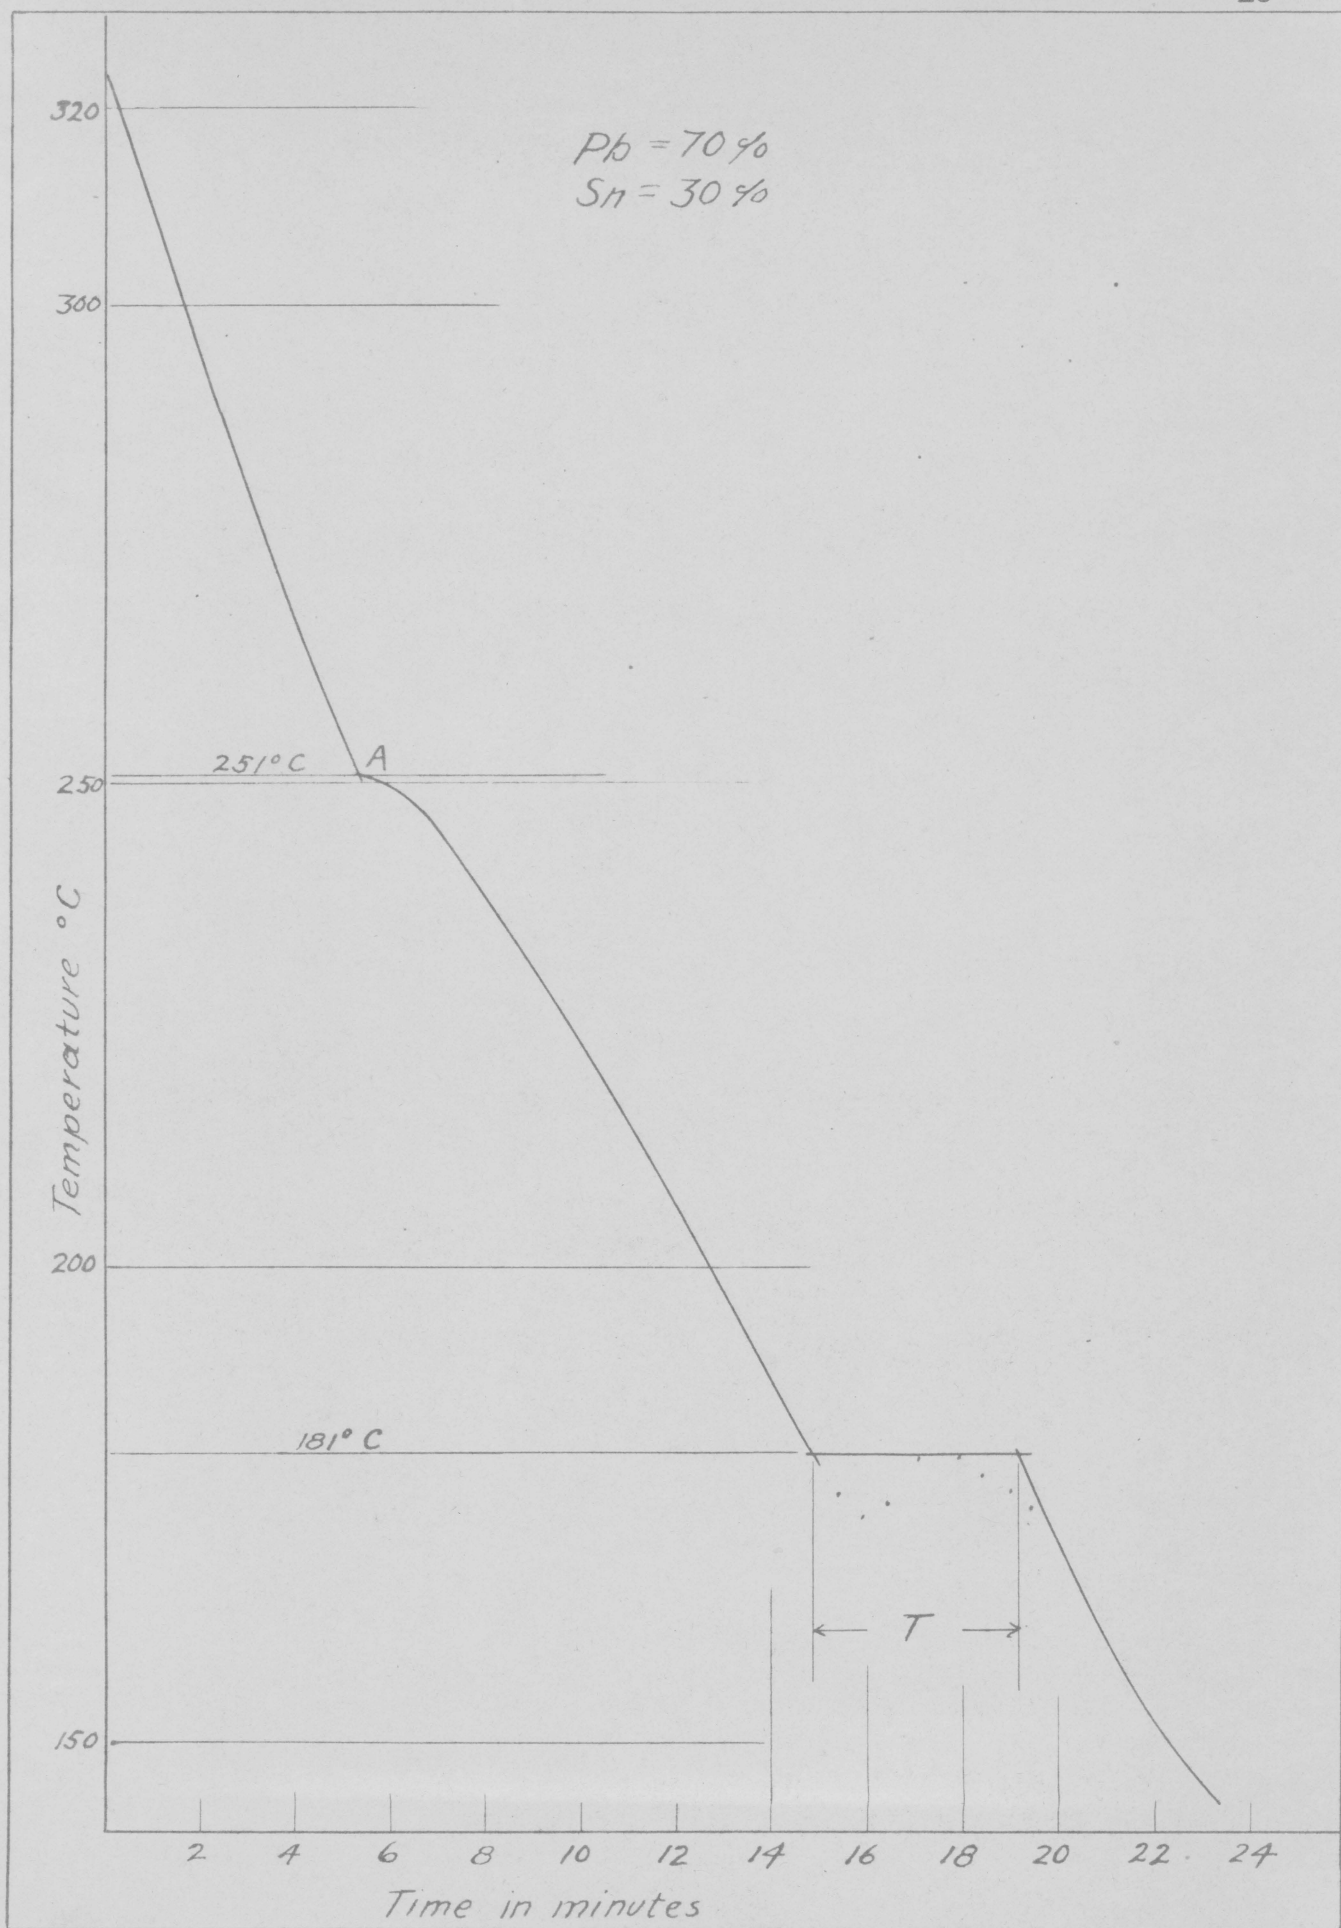 320
Pb = 70 %
Sn = 30 %
300
251° C
A
250
Temperature °C
200
181° C
T
150
2 4 6 8 10 12 14 16 18 20 22 24
Time in minutes